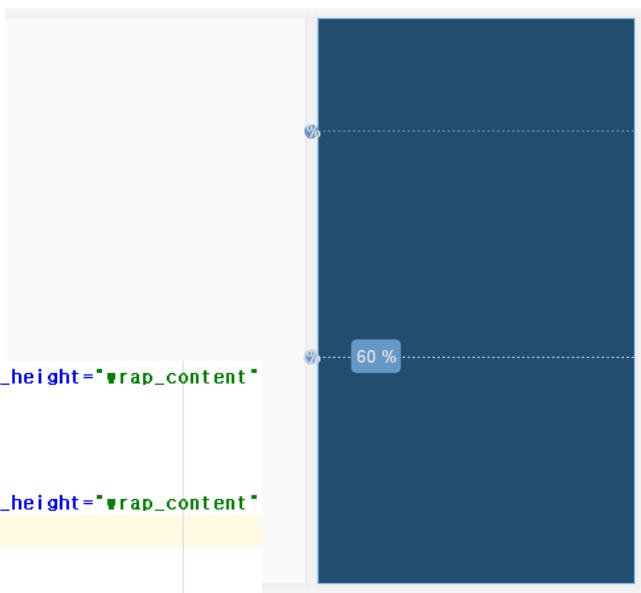 %
%
60 %
_height="wrap_content"
_height="wrap_content"